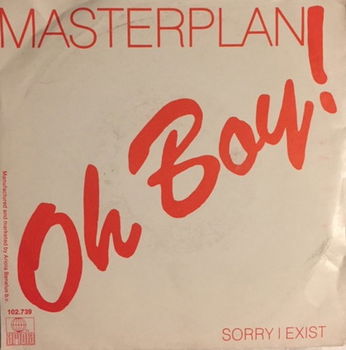 MASTERPLAN
Oh Boy!
Manufactured and marketed by Ariola Benelux b.v.
102.739
ariola
SORRY I EXIST